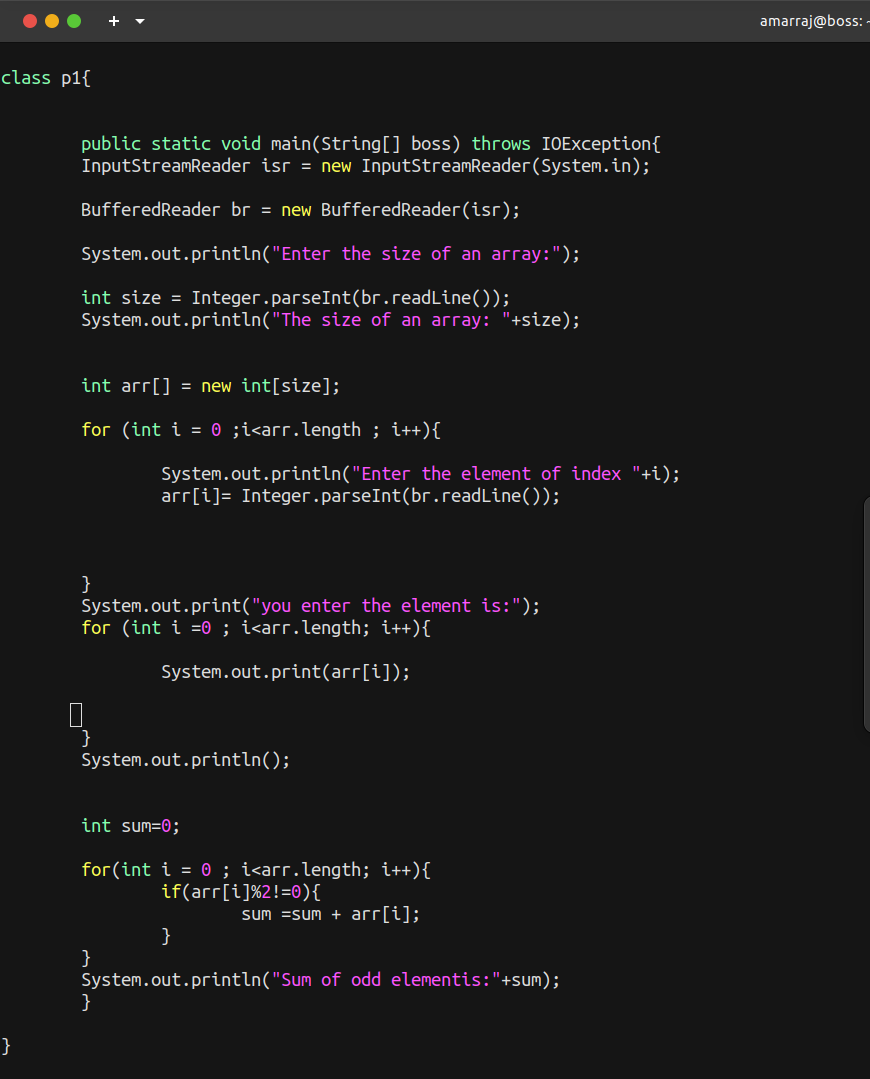 +
amarraj@boss: ~
class p1{
public static void main(String[] boss) throws IOException{
InputStreamReader isr = new InputStreamReader(System.in);
BufferedReader br = new BufferedReader(isr);
System.out.println("Enter the size of an array:");
int size = Integer.parseInt(br.readLine());
System.out.println("The size of an array: "+size);
int arr[] = new int[size];
for (int i = 0 ;i<arr.length ; i++){
System.out.println("Enter the element of index "+i);
arr[i]= Integer.parseInt(br.readLine());
}
System.out.print("you enter the element is:");
for (int i =0 ; i<arr.length; i++){
System.out.print(arr[i]);
}
System.out.println();
int sum=0;
for(int i = 0 ; i<arr.length; i++){
if(arr[i]%2!=0){
sum =sum + arr[i];
}
}
System.out.println("Sum of odd elementis:"+sum);
}
}